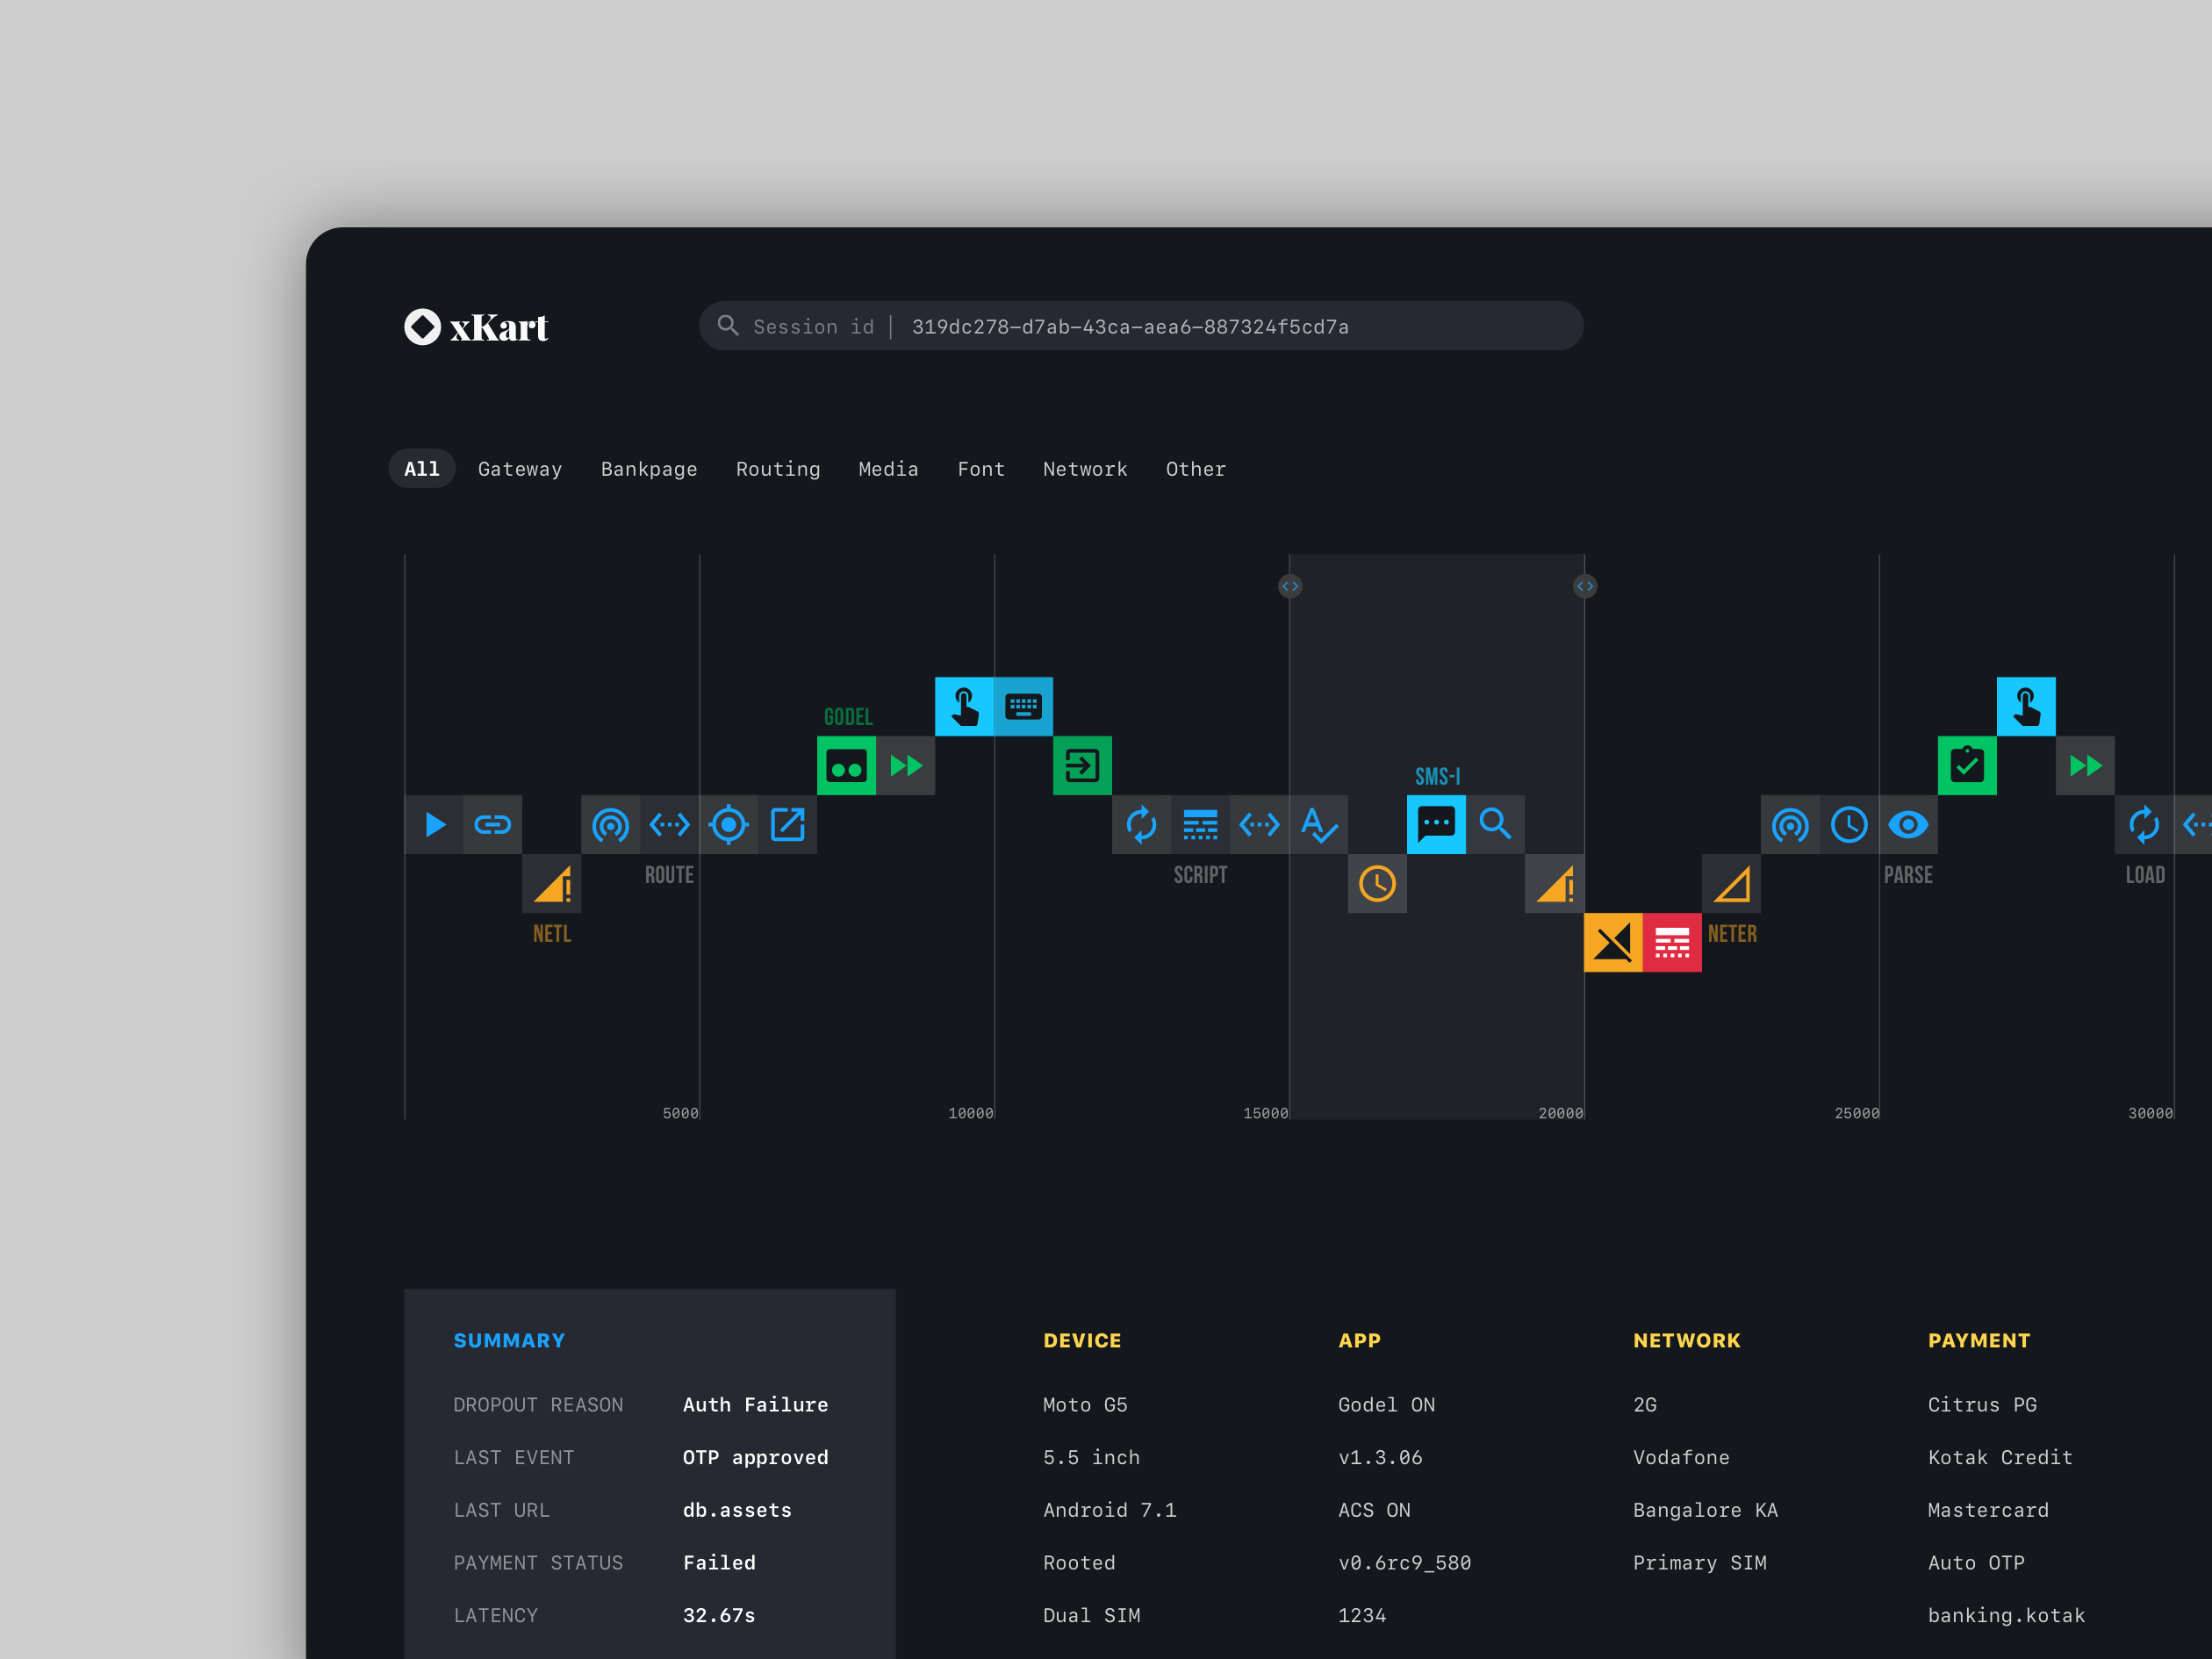 xKart
Session id | 319dc278-d7ab-43ca-aea6-887324f5cd7a
All Gateway Bankpage Routing Media Font Network Other
GODEL
SMS-I
ROUTE SCRIPT PARSE LOAD
NETL NETER
5000 10000 15000 20000 25000 30000
SUMMARY DEVICE APP NETWORK PAYMENT
DROPOUT REASON Auth Failure Moto G5 Godel ON 2G Citrus PG
LAST EVENT OTP approved 5.5 inch v1.3.06 Vodafone Kotak Credit
LAST URL db.assets Android 7.1 ACS ON Bangalore KA Mastercard
PAYMENT STATUS Failed Rooted v0.6rc9_580 Primary SIM Auto OTP
LATENCY 32.67s Dual SIM 1234 banking.kotak